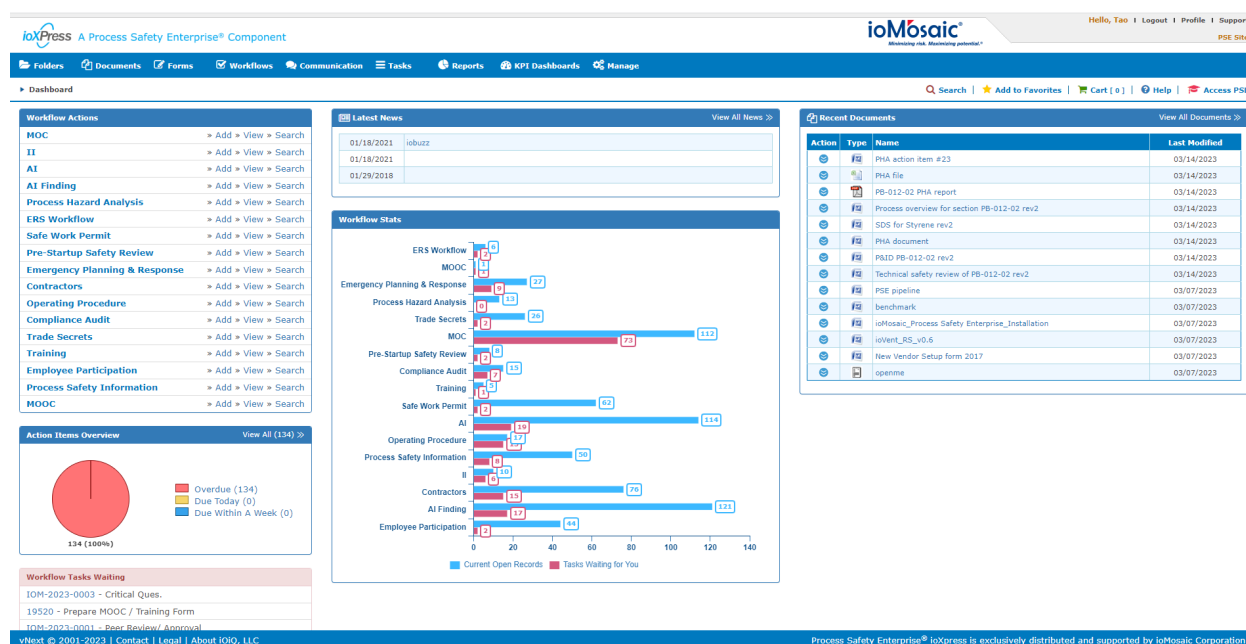 ioXPress A Process Safety Enterprise® Component
ioMosaic®
Minimizing risk. Maximizing potential.®
Hello, Tao | Logout | Profile | Suppor
PSE Site
Folders Documents Forms Workflows Communication Tasks Reports KPI Dashboards Manage
Dashboard
Search | Add to Favorites | Cart [ 0 ] | Help | Access PSE
Workflow Actions
MOC » Add » View » Search
II » Add » View » Search
AI » Add » View » Search
AI Finding » Add » View » Search
Process Hazard Analysis » Add » View » Search
ERS Workflow » Add » View » Search
Safe Work Permit » Add » View » Search
Pre-Startup Safety Review » Add » View » Search
Emergency Planning & Response » Add » View » Search
Contractors » Add » View » Search
Operating Procedure » Add » View » Search
Compliance Audit » Add » View » Search
Trade Secrets » Add » View » Search
Training » Add » View » Search
Employee Participation » Add » View » Search
Process Safety Information » Add » View » Search
MOOC » Add » View » Search
Action Items Overview View All (134) »
Overdue (134)
Due Today (0)
Due Within A Week (0)
134 (100%)
Workflow Tasks Waiting
IOM-2023-0003 - Critical Ques.
19520 - Prepare MOOC / Training Form
IOM-2023-0001 - Peer Review/ Approval
Latest News View All News »
01/18/2021 iobuzz
01/18/2021
01/29/2018
Workflow Stats
ERS Workflow 6 2
MOOC 1 1
Emergency Planning & Response 27 9
Process Hazard Analysis 13 0
Trade Secrets 26 2
MOC 112 73
Pre-Startup Safety Review 8 2
Compliance Audit 15 7
Training 5 1
Safe Work Permit 62 2
AI 114 19
Operating Procedure 17
Process Safety Information 50 8
II 10 6
Contractors 76 15
AI Finding 121 17
Employee Participation 44 2
0 20 40 60 80 100 120 140
Current Open Records Tasks Waiting for You
Recent Documents View All Documents »
Action Type Name Last Modified
PHA action item #23 03/14/2023
PHA file 03/14/2023
PB-012-02 PHA report 03/14/2023
Process overview for section PB-012-02 rev2 03/14/2023
SDS for Styrene rev2 03/14/2023
PHA document 03/14/2023
P&ID PB-012-02 rev2 03/14/2023
Technical safety review of PB-012-02 rev2 03/14/2023
PSE pipeline 03/07/2023
benchmark 03/07/2023
ioMosaic_Process Safety Enterprise_Installation 03/07/2023
ioVent_RS_v0.6 03/07/2023
New Vendor Setup form 2017 03/07/2023
openme 03/07/2023
vNext © 2001-2023 | Contact | Legal | About iOiQ, LLC
Process Safety Enterprise® ioXpress is exclusively distributed and supported by ioMosaic Corporation